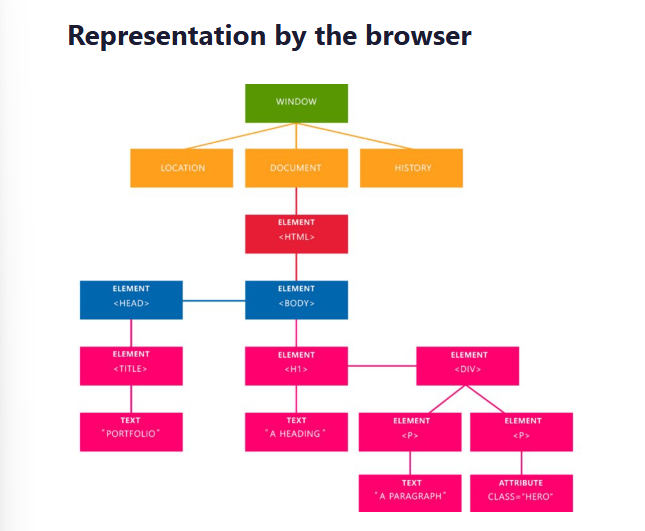 Representation by the browser
WINDOW
LOCATION
DOCUMENT
HISTORY
ELEMENT
<HTML>
ELEMENT
<HEAD>
ELEMENT
<BODY>
ELEMENT
<TITLE>
ELEMENT
<H1>
ELEMENT
<DIV>
TEXT
"PORTFOLIO"
TEXT
"A HEADING"
ELEMENT
<P>
ELEMENT
<P>
TEXT
"A PARAGRAPH"
ATTRIBUTE
CLASS="HERO"